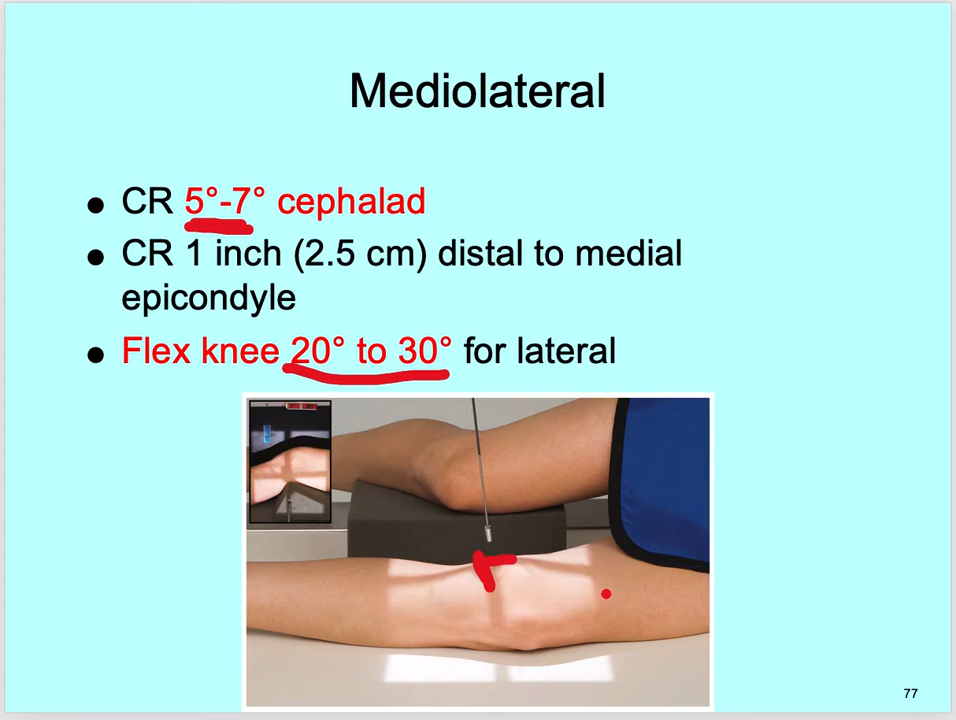 Mediolateral
● CR 5°-7° cephalad
● CR 1 inch (2.5 cm) distal to medial
epicondyle
● Flex knee 20° to 30° for lateral
77